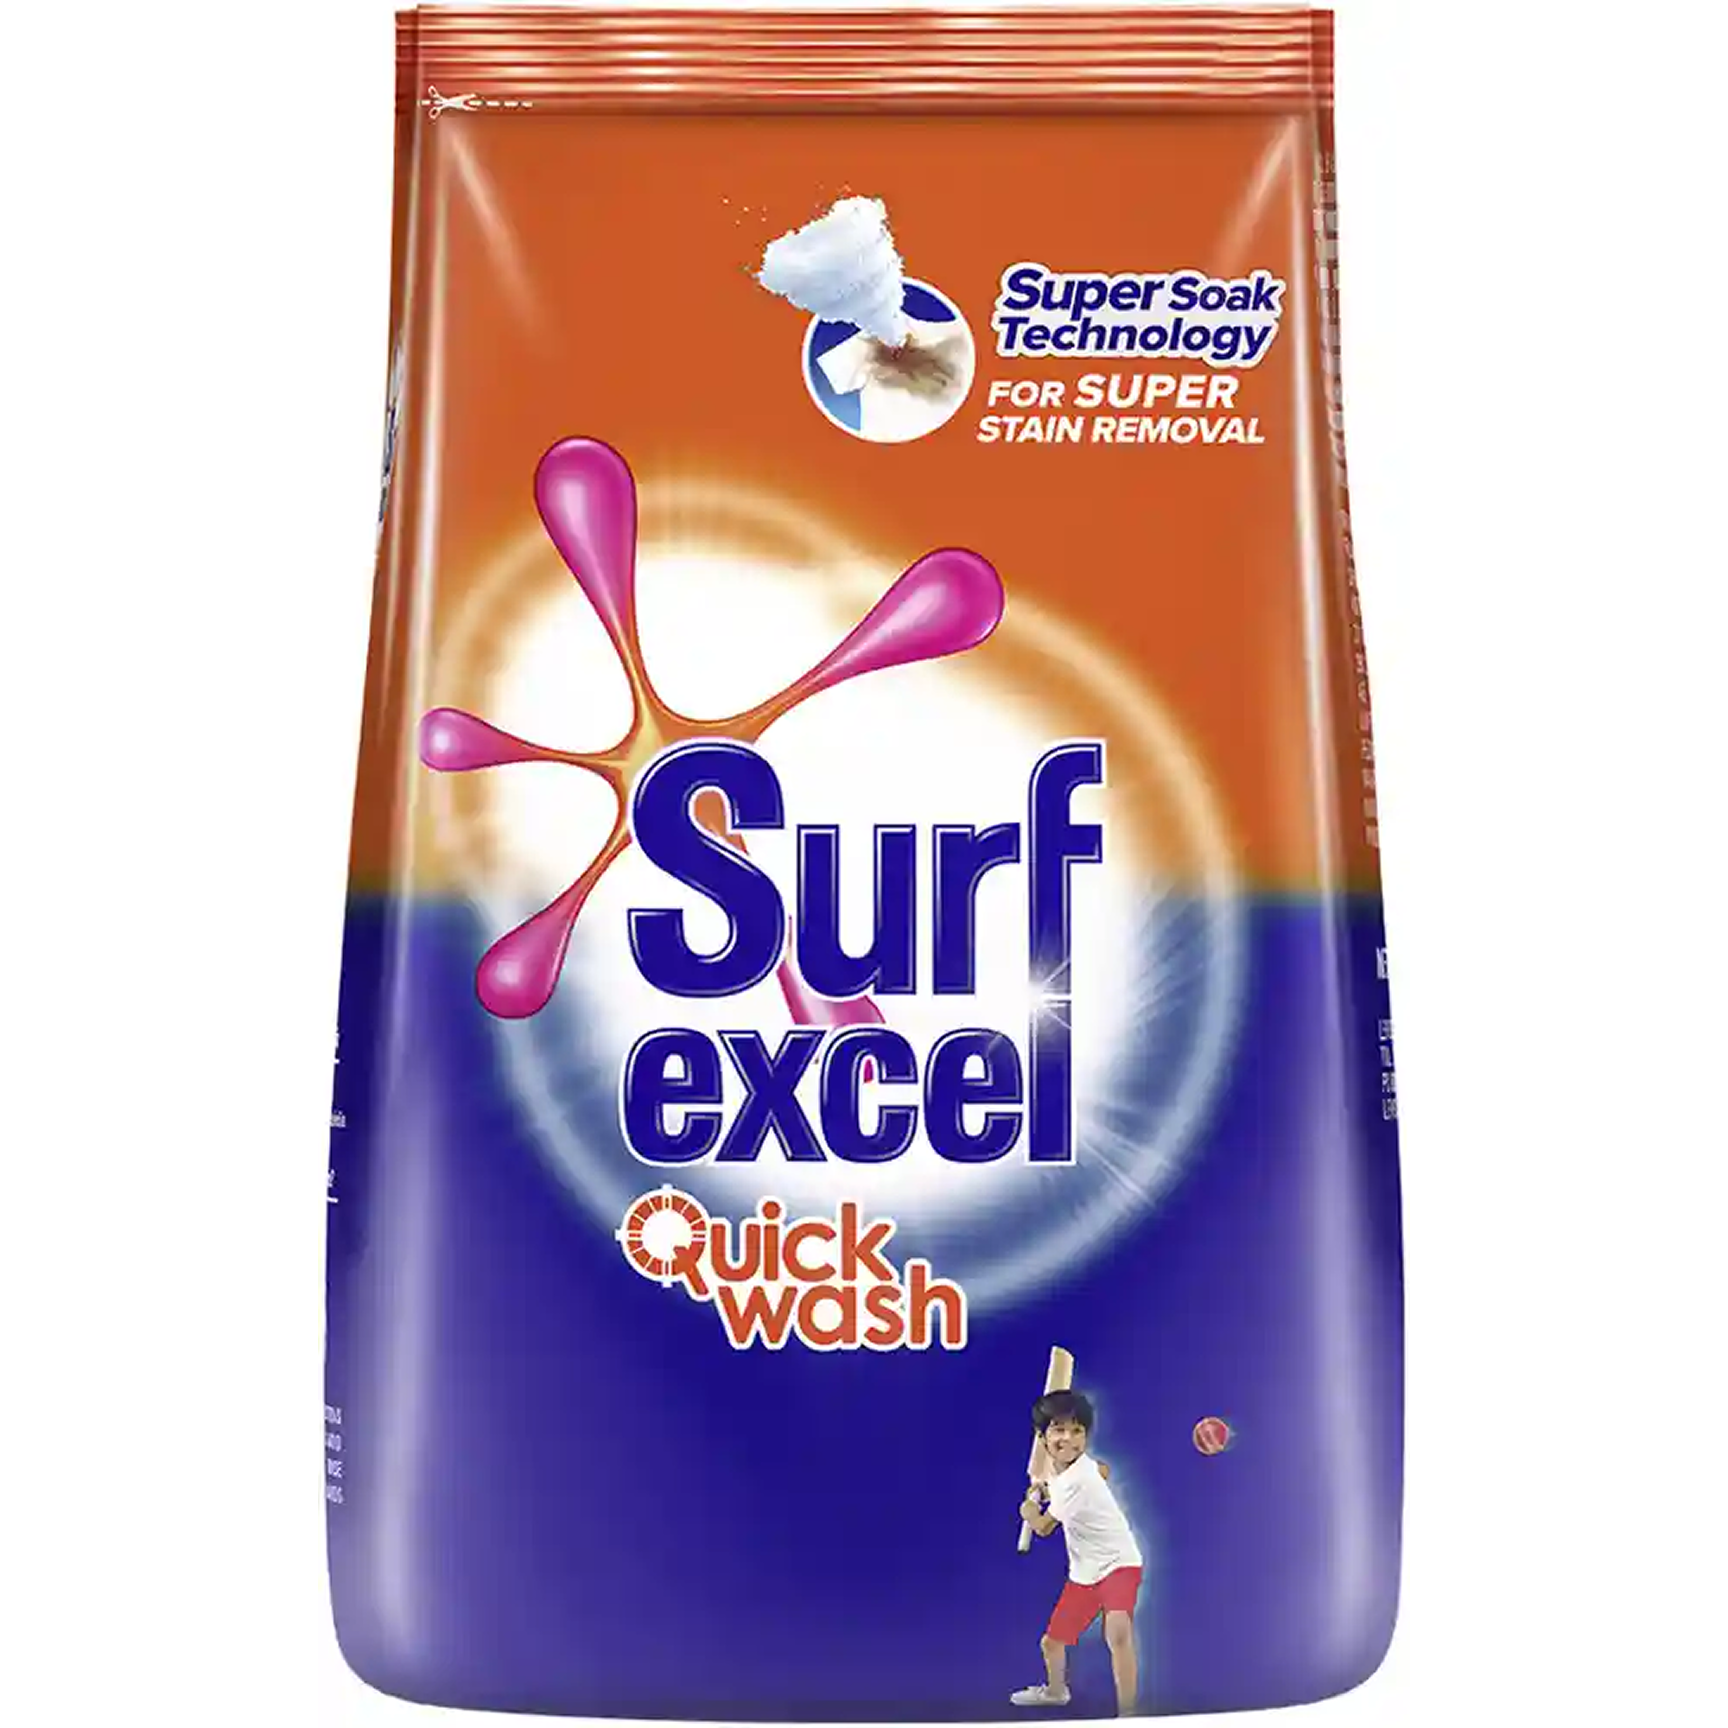 Super Soak
Technology
FOR SUPER
STAIN REMOVAL
Surf
excel
Quick
wash